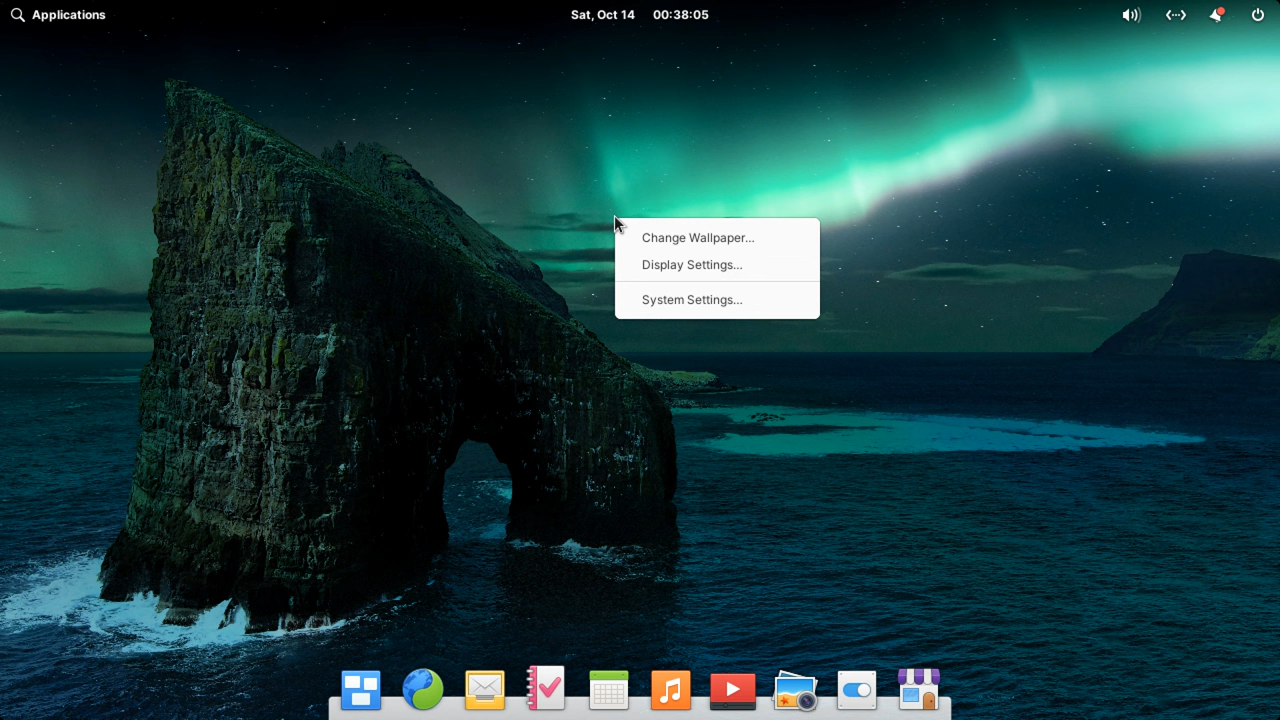 Applications
Sat, Oct 14 00:38:05
Change Wallpaper...
Display Settings...
System Settings...